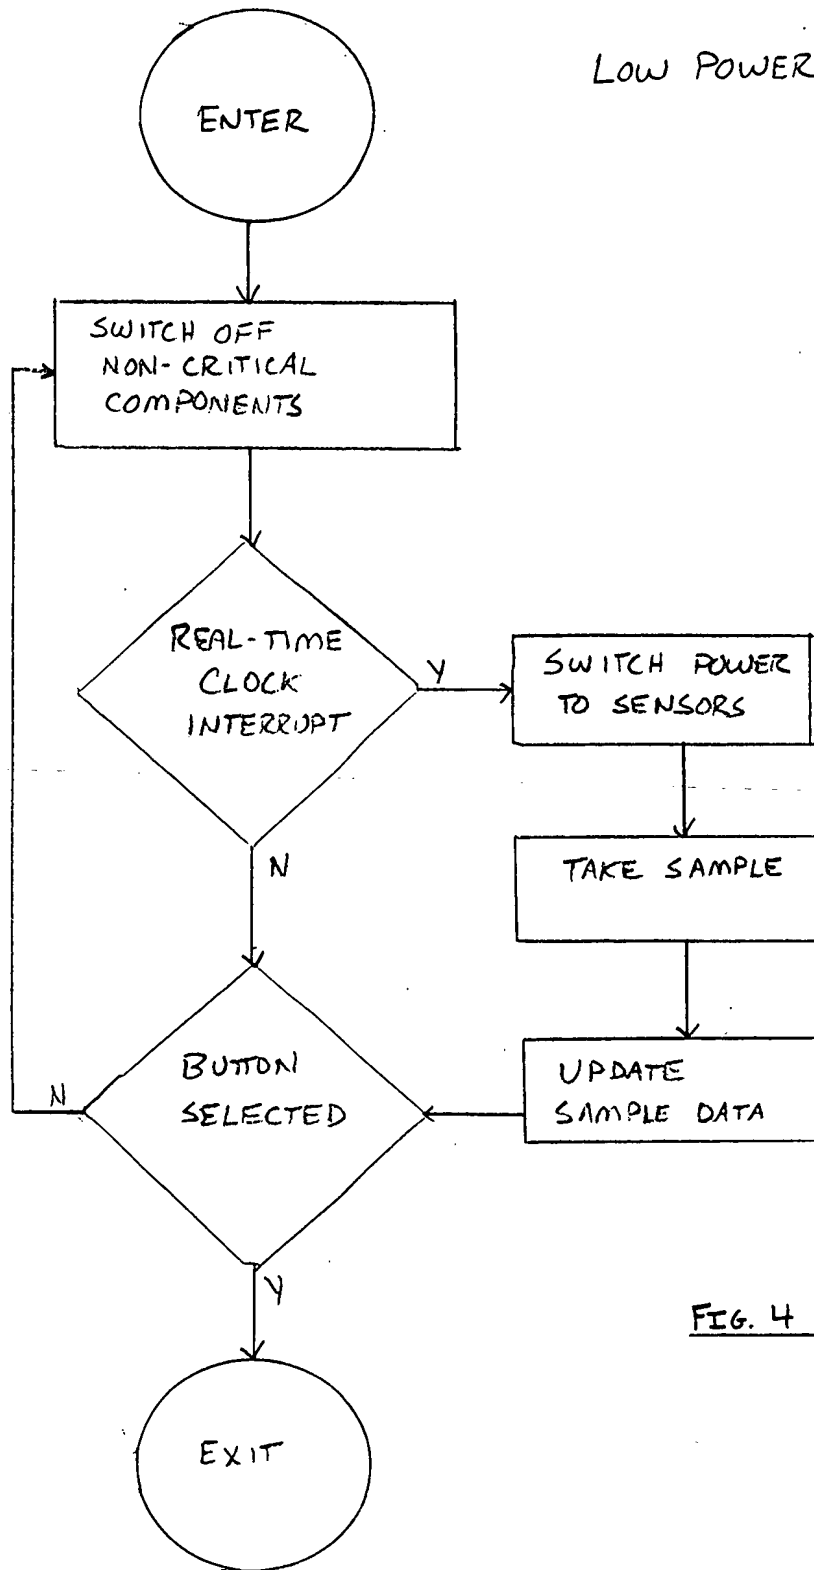 LOW POWER
ENTER
SWITCH OFF
NON-CRITICAL
COMPONENTS
REAL-TIME
CLOCK
INTERRUPT
Y
SWITCH POWER
TO SENSORS
N
TAKE SAMPLE
BUTTON
SELECTED
N
UPDATE
SAMPLE DATA
Y
FIG. 4
EXIT